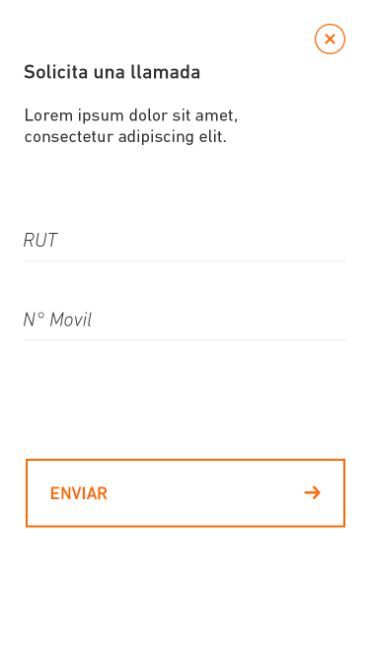 Solicita una llamada
Lorem ipsum dolor sit amet,
consectetur adipiscing elit.
RUT
N° Movil
ENVIAR